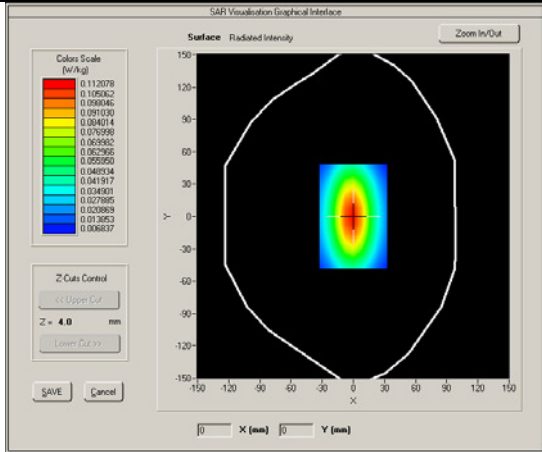 SAR Visualisation Graphical Interface
Surface Radiated Intensity
Zoom In/Out
Colors Scale
(W/kg)
0.112078
0.105062
0.098046
0.091030
0.084014
0.076998
0.069982
0.062966
0.055950
0.048934
0.041917
0.034901
0.027885
0.020869
0.013853
0.006837
150
120
90
60
30
0
-30
-60
-90
-120
-150
Y
-150 -120 -90 -60 -30 0 30 60 90 120 150
X
Z-Cuts Control
<< Upper Cut
Z = 4.0 mm
Lower Cut >>
SAVE Cancel
0 X (mm) 0 Y (mm)